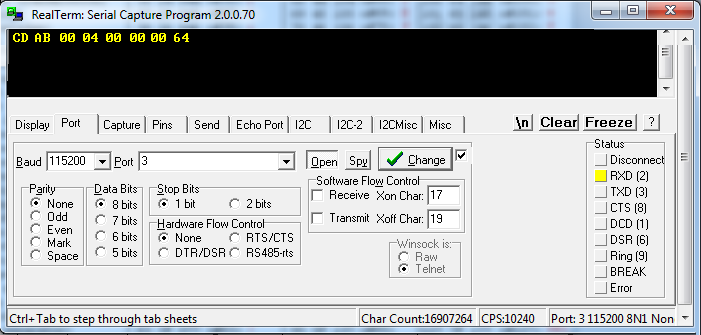 RealTerm: Serial Capture Program 2.0.0.70
CD AB 00 04 00 00 00 64
Display Port Capture Pins Send Echo Port I2C I2C-2 I2CMisc Misc \n Clear Freeze ?
Baud 115200 Port 3 Open Spy Change
Parity
None
Odd
Even
Mark
Space
Data Bits
8 bits
7 bits
6 bits
5 bits
Stop Bits
1 bit 2 bits
Hardware Flow Control
None RTS/CTS
DTR/DSR RS485-rts
Software Flow Control
Receive Xon Char: 17
Transmit Xoff Char: 19
Winsock is:
Raw
Telnet
Status
Disconnect
RXD (2)
TXD (3)
CTS (8)
DCD (1)
DSR (6)
Ring (9)
BREAK
Error
Ctrl+Tab to step through tab sheets Char Count:16907264 CPS:10240 Port: 3 115200 8N1 Non